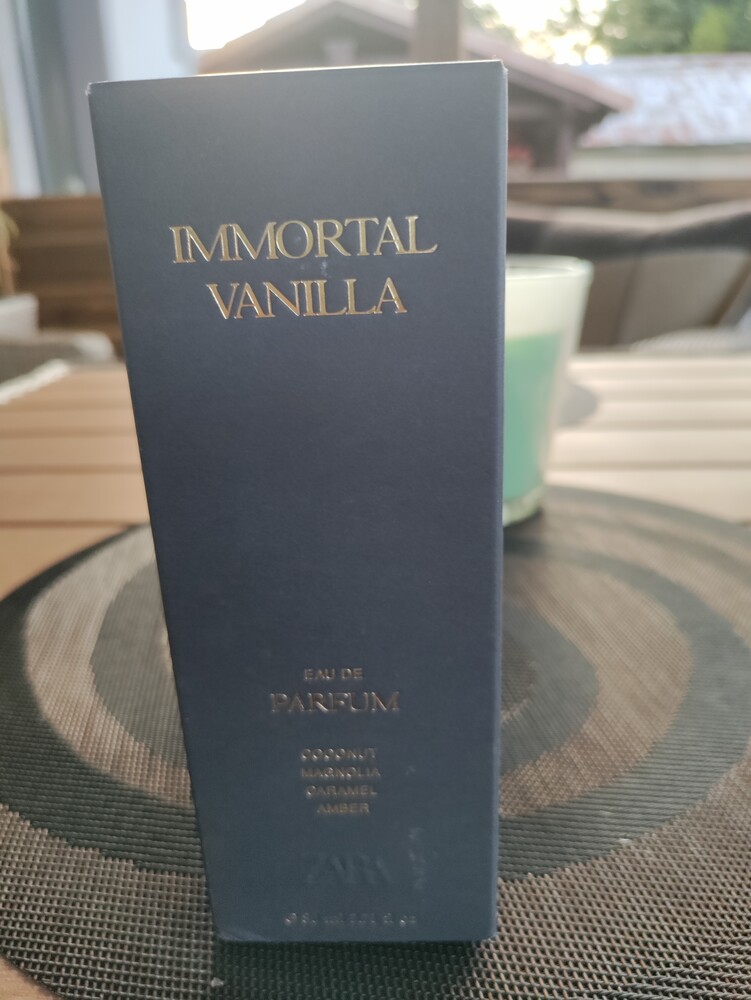 IMMORTAL
VANILLA
EAU DE
PARFUM
COCONUT
MAGNOLIA
CARAMEL
AMBER
ZARA